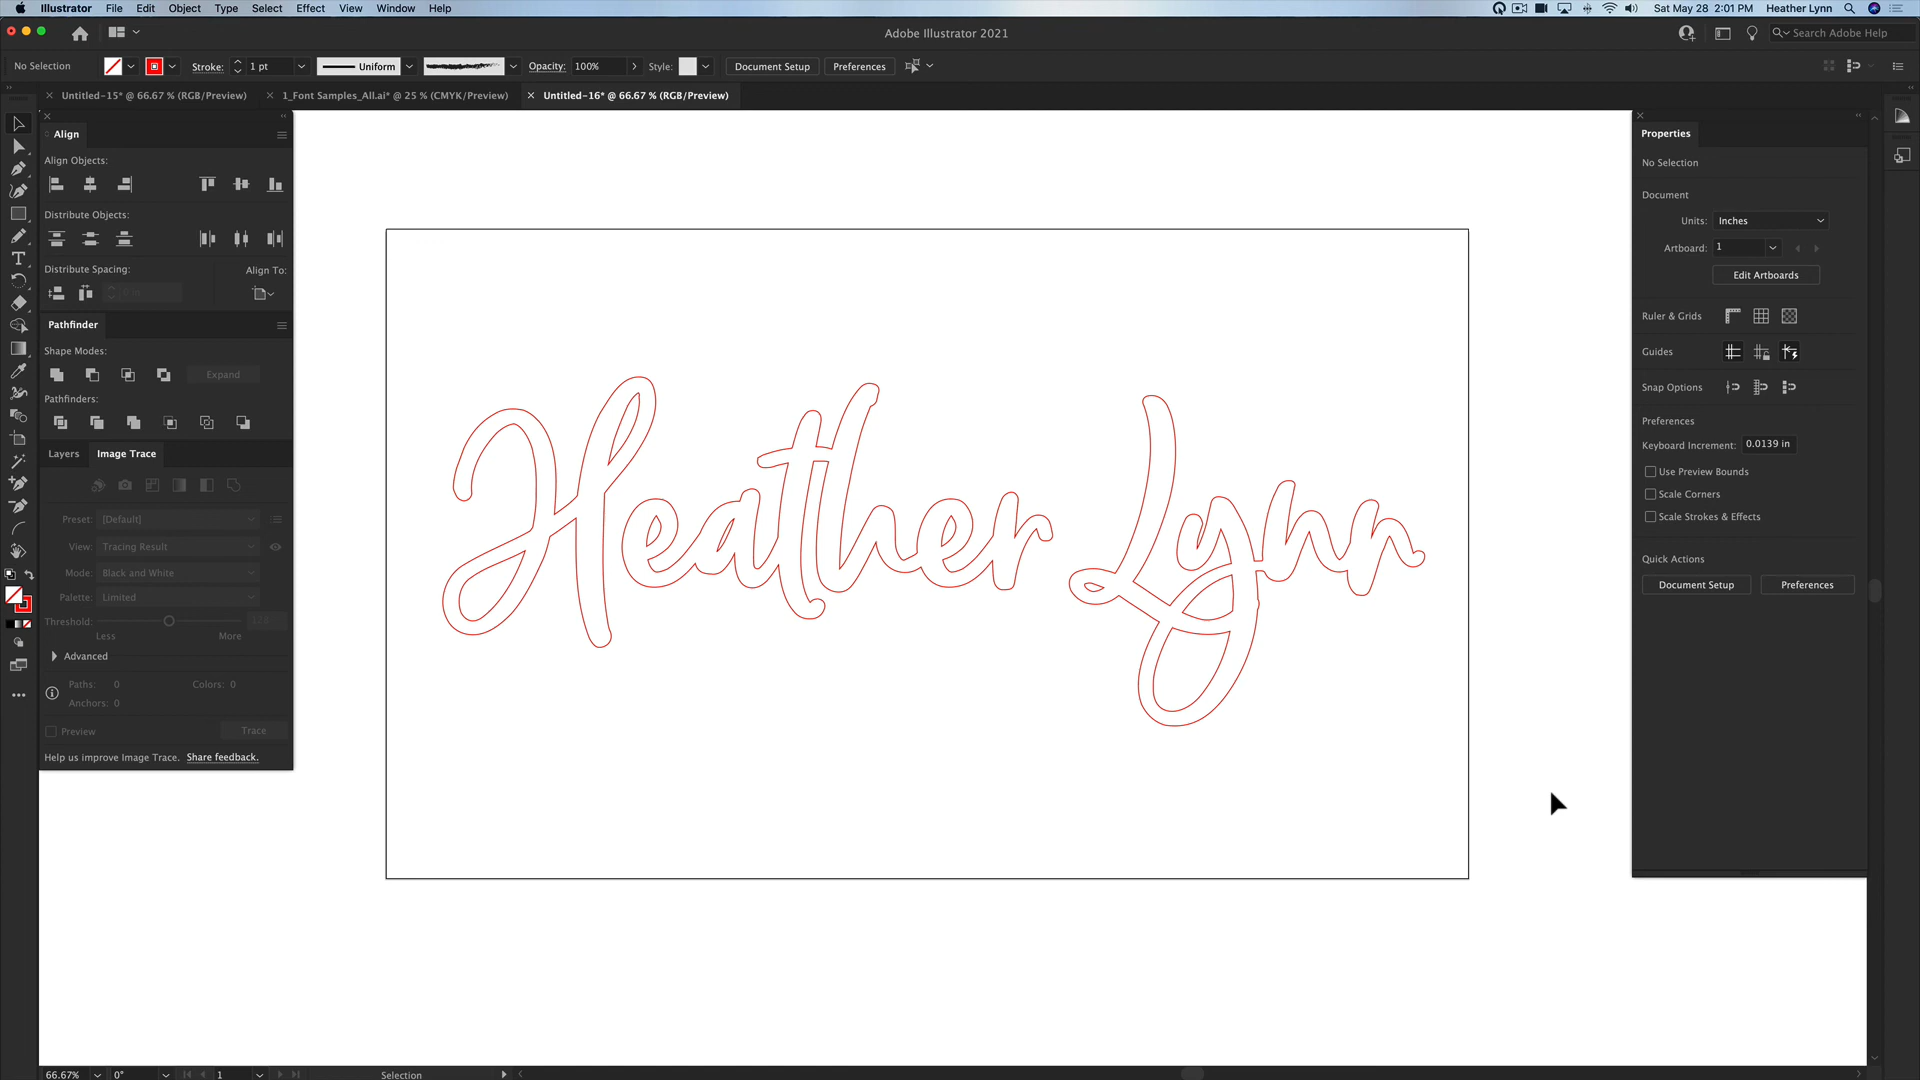 Illustrator File Edit Object Type Select Effect View Window Help Sat May 28 2:01 PM Heather Lynn
Adobe Illustrator 2021 Search Adobe Help
No Selection Stroke: 1 pt Uniform Opacity: 100% Style: Document Setup Preferences
Untitled-15* @ 66.67 % (RGB/Preview) 1_Font Samples_All.ai* @ 25 % (CMYK/Preview) Untitled-16* @ 66.67 % (RGB/Preview)
Align
Align Objects:
Distribute Objects:
Distribute Spacing: Align To:
0 in
Pathfinder
Shape Modes:
Expand
Pathfinders:
Layers Image Trace
Preset: [Default]
View: Tracing Result
Mode: Black and White
Palette: Limited
Threshold: 128
Less More
Advanced
Paths: 0 Colors: 0
Anchors: 0
Preview Trace
Help us improve Image Trace. Share feedback.
Heather Lynn
Properties
No Selection
Document
Units: Inches
Artboard: 1
Edit Artboards
Ruler & Grids
Guides
Snap Options
Preferences
Keyboard Increment: 0.0139 in
Use Preview Bounds
Scale Corners
Scale Strokes & Effects
Quick Actions
Document Setup Preferences
66.67% 0° 1 Selection